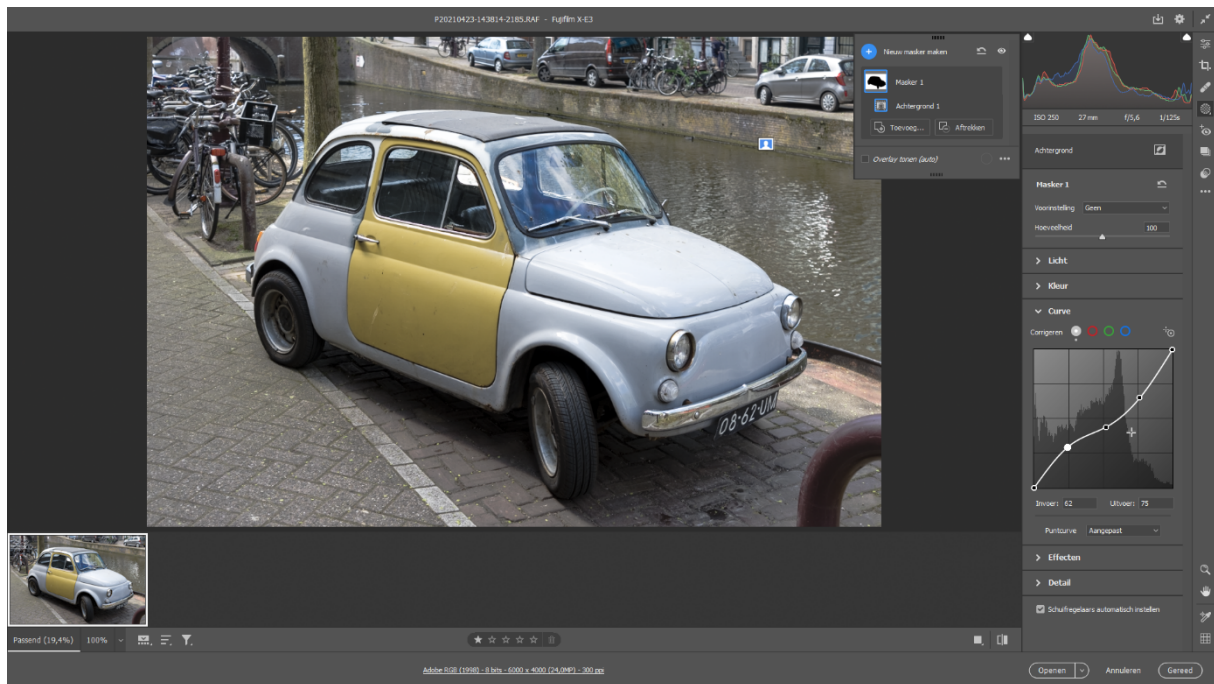 P20210423-143814-2185.RAF - Fujifilm X-E3
Nieuw masker maken
Masker 1
Achtergrond 1
Toevoeg... Aftrekken
Overlay tonen (auto)
ISO 250 27 mm f/5,6 1/125s
Achtergrond
Masker 1
Voorinstelling Geen
Hoeveelheid 100
Licht
Kleur
Curve
Corrigeren
Invoer: 62 Uitvoer: 75
Puntcurve Aangepast
Effecten
Detail
Schuifregelaars automatisch instellen
08-62-UM
Passend (19,4%) 100%
Adobe RGB (1998) - 8 bits - 6000 x 4000 (24,0MP) - 300 ppi
Openen Annuleren Gereed